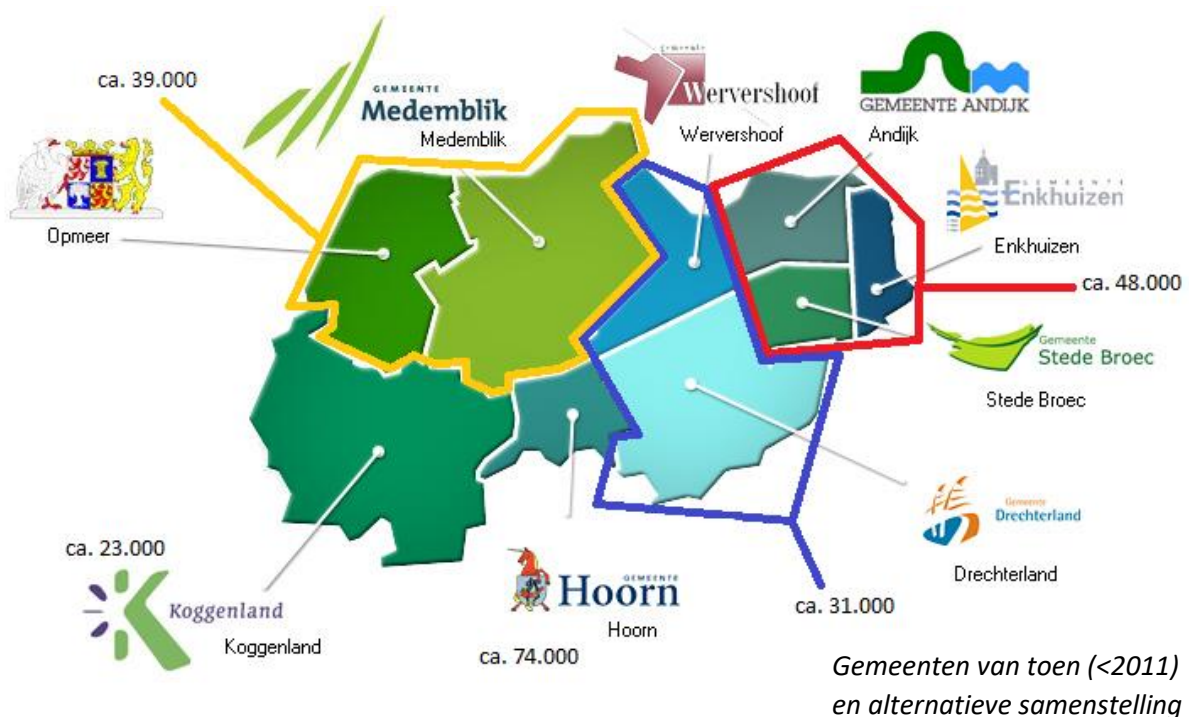 ca. 39.000
GEMEENTE
Medemblik
Medemblik
Gemeente
Wervershoof
Wervershoof
GEMEENTE ANDIJK
Andijk
Opmeer
GEMEENTE
Enkhuizen
Enkhuizen
ca. 48.000
Gemeente
Stede Broec
Stede Broec
Gemeente
Drechterland
Drechterland
ca. 23.000
Koggenland
Koggenland
GEMEENTE
Hoorn
Hoorn
ca. 74.000
ca. 31.000
Gemeenten van toen (<2011)
en alternatieve samenstelling